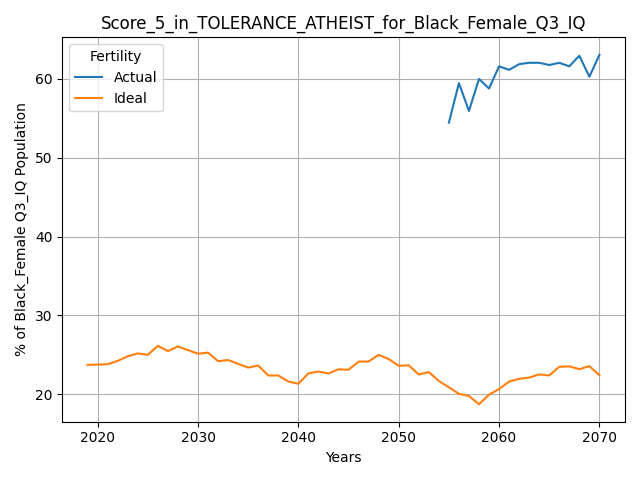 Score_5_in_TOLERANCE_ATHEIST_for_Black_Female_Q3_IQ
Fertility
Actual
Ideal
% of Black_Female Q3_IQ Population
60
50
40
30
20
2020 2030 2040 2050 2060 2070
Years